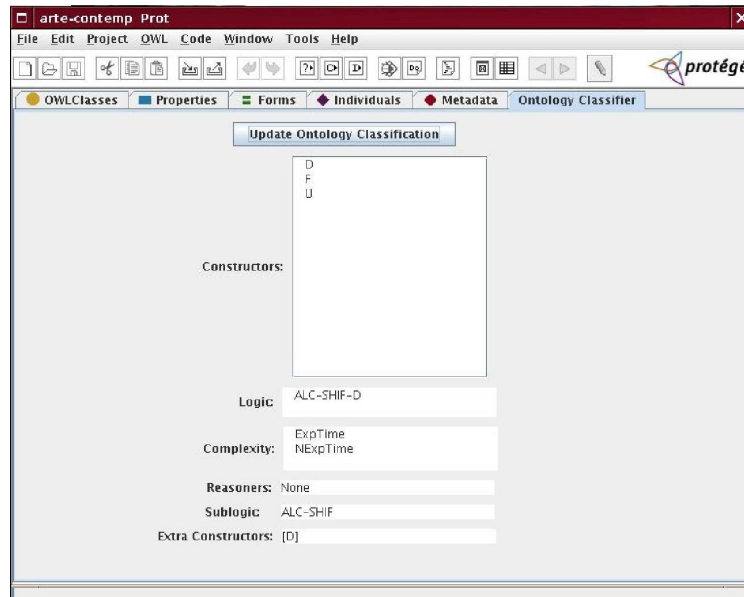 arte-contemp Prot
File Edit Project OWL Code Window Tools Help
protégé
OWLClasses Properties Forms Individuals Metadata Ontology Classifier
Update Ontology Classification
D
F
U
Constructors:
Logic:
ALC-SHIF-D
Complexity:
ExpTime
NExpTime
Reasoners: None
Sublogic: ALC-SHIF
Extra Constructors: [D]